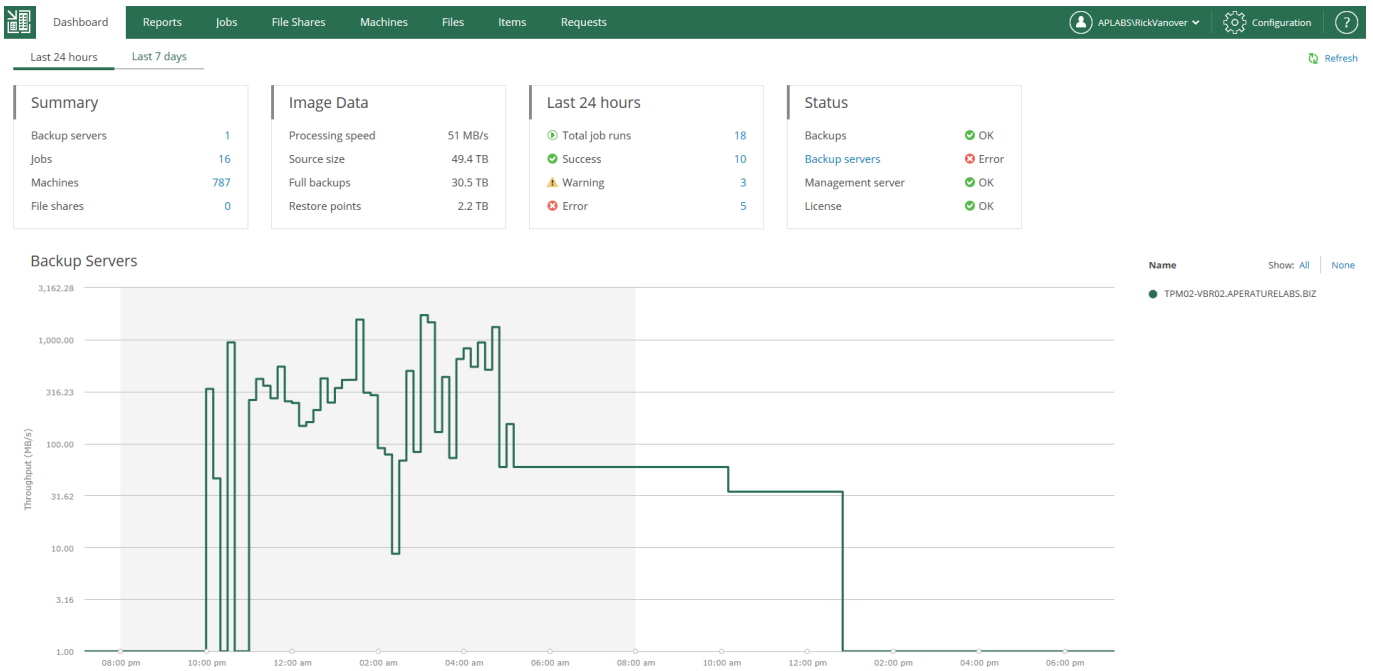 Dashboard Reports Jobs File Shares Machines Files Items Requests APLABS\RickVanover Configuration ?
Last 24 hours Last 7 days Refresh
Summary
Backup servers 1
Jobs 16
Machines 787
File shares 0
Image Data
Processing speed 51 MB/s
Source size 49.4 TB
Full backups 30.5 TB
Restore points 2.2 TB
Last 24 hours
Total job runs 18
Success 10
Warning 3
Error 5
Status
Backups OK
Backup servers Error
Management server OK
License OK
Backup Servers
Name Show: All None
TPM02-VBR02.APERATURELABS.BIZ
Throughput (MB/s)
3,162.28
1,000.00
316.23
100.00
31.62
10.00
3.16
1.00
08:00 pm 10:00 pm 12:00 am 02:00 am 04:00 am 06:00 am 08:00 am 10:00 am 12:00 pm 02:00 pm 04:00 pm 06:00 pm